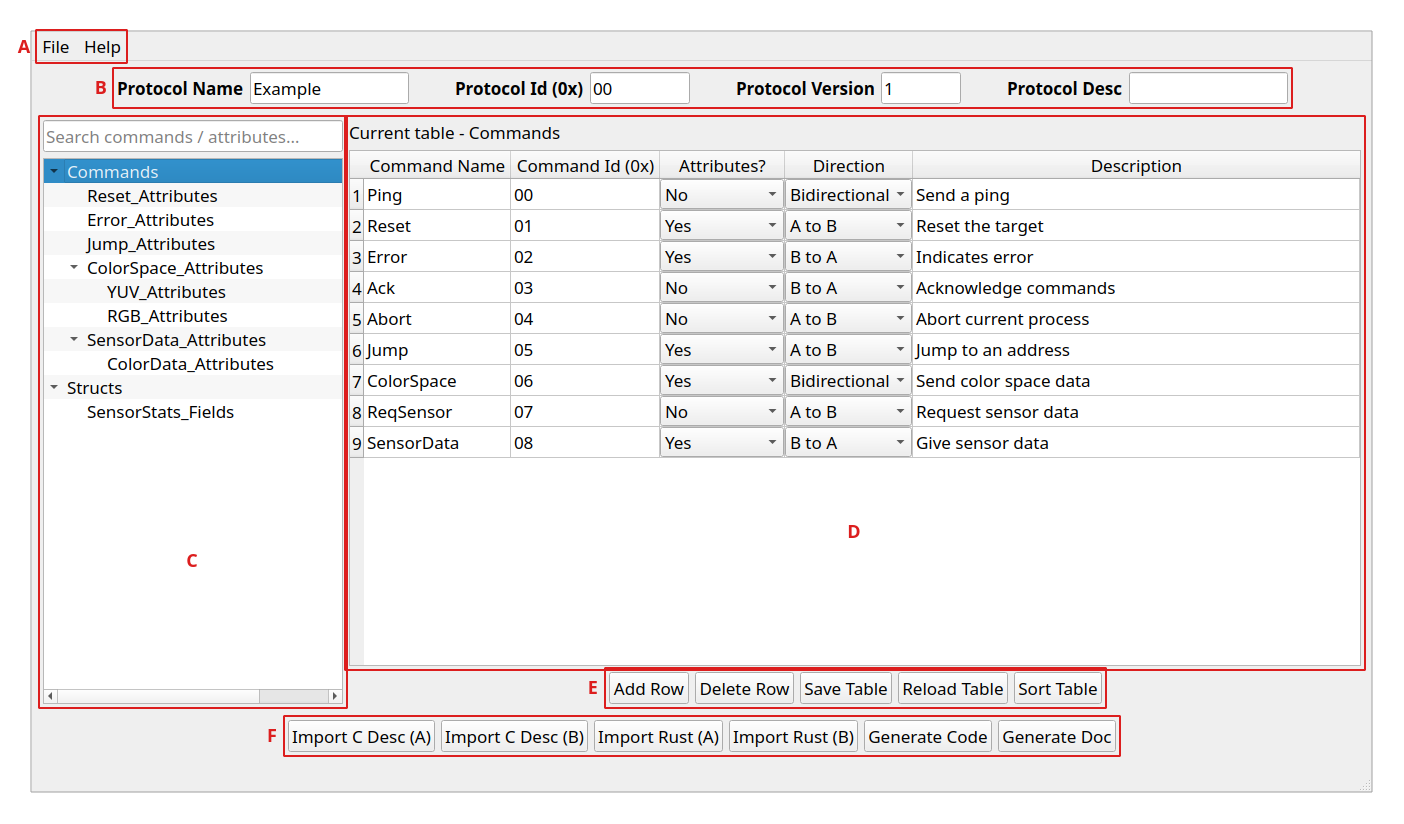 A File Help
B Protocol Name Example Protocol Id (0x) 00 Protocol Version 1 Protocol Desc
Search commands / attributes...
Commands
Reset_Attributes
Error_Attributes
Jump_Attributes
ColorSpace_Attributes
YUV_Attributes
RGB_Attributes
SensorData_Attributes
ColorData_Attributes
Structs
SensorStats_Fields
C
Current table - Commands
Command Name Command Id (0x) Attributes? Direction Description
1 Ping 00 No Bidirectional Send a ping
2 Reset 01 Yes A to B Reset the target
3 Error 02 Yes B to A Indicates error
4 Ack 03 No B to A Acknowledge commands
5 Abort 04 No A to B Abort current process
6 Jump 05 Yes A to B Jump to an address
7 ColorSpace 06 Yes Bidirectional Send color space data
8 ReqSensor 07 No A to B Request sensor data
9 SensorData 08 Yes B to A Give sensor data
D
E Add Row Delete Row Save Table Reload Table Sort Table
F Import C Desc (A) Import C Desc (B) Import Rust (A) Import Rust (B) Generate Code Generate Doc